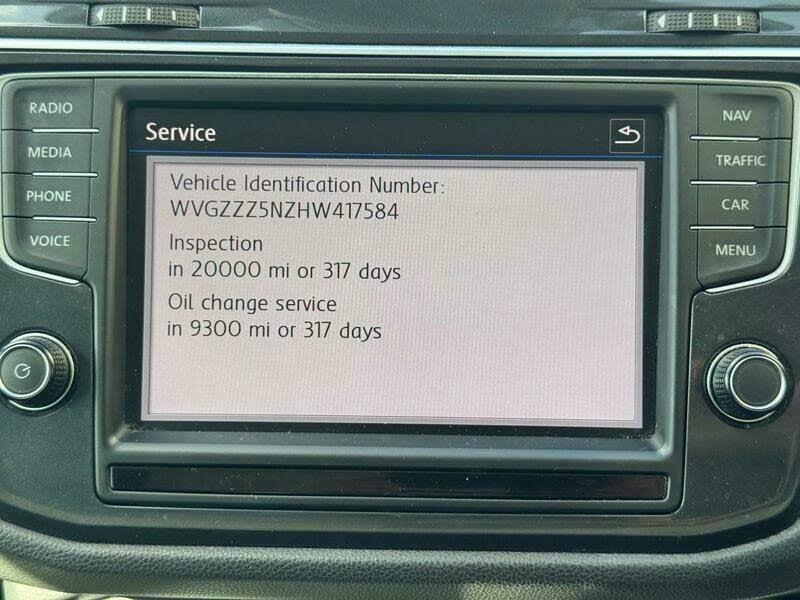 RADIO
MEDIA
PHONE
VOICE
Service
Vehicle Identification Number:
WVGZZZ5NZHW417584
Inspection
in 20000 mi or 317 days
Oil change service
in 9300 mi or 317 days
NAV
TRAFFIC
CAR
MENU